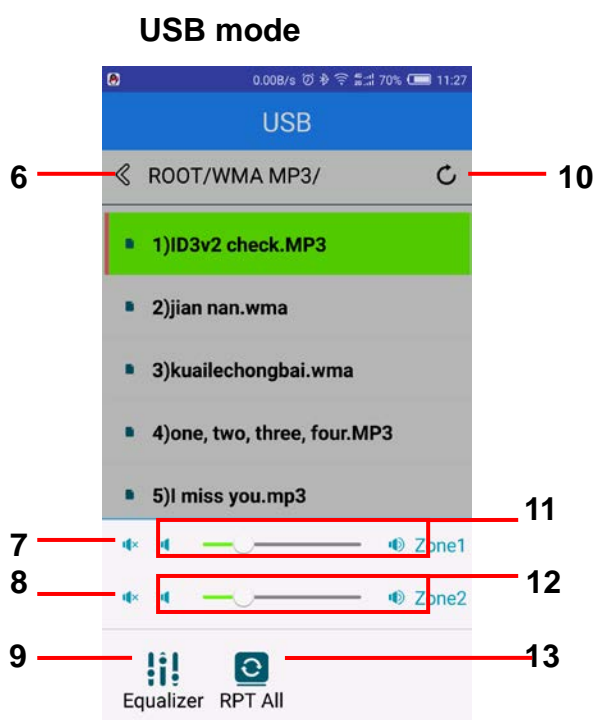 USB mode
0.00B/s 70% 11:27
USB
6 ROOT/WMA MP3/ 10
1)ID3v2 check.MP3
2)jian nan.wma
3)kuailechongbai.wma
4)one, two, three, four.MP3
5)I miss you.mp3
11
7 Zone1
8 Zone2 12
9 13
Equalizer RPT All